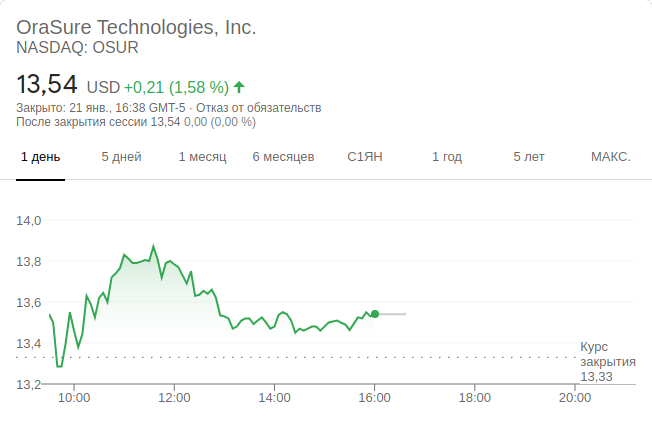 OraSure Technologies, Inc.
NASDAQ: OSUR
13,54 USD +0,21 (1,58 %)
Закрыто: 21 янв., 16:38 GMT-5 · Отказ от обязательств
После закрытия сессии 13,54 0,00 (0,00 %)
1 день 5 дней 1 месяц 6 месяцев С1ЯН 1 год 5 лет МАКС.
14,0
13,8
13,6
13,4
Курс
закрытия
13,33
13,2
10:00 12:00 14:00 16:00 18:00 20:00